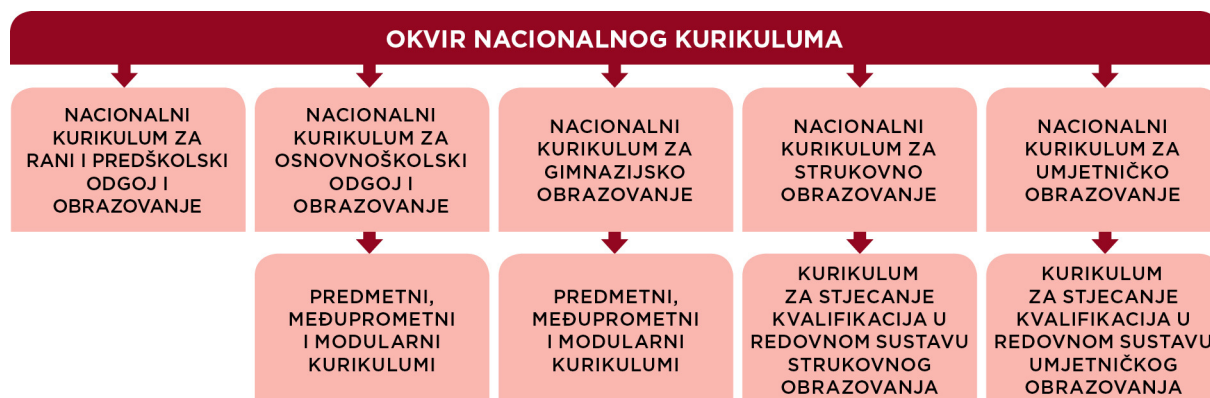 OKVIR NACIONALNOG KURIKULUMA
NACIONALNI
KURIKULUM ZA
RANI I PREDŠKOLSKI
ODGOJ I
OBRAZOVANJE
NACIONALNI
KURIKULUM ZA
OSNOVNOŠKOLSKI
ODGOJ I
OBRAZOVANJE
NACIONALNI
KURIKULUM ZA
GIMNAZIJSKO
OBRAZOVANJE
NACIONALNI
KURIKULUM ZA
STRUKOVNO
OBRAZOVANJE
NACIONALNI
KURIKULUM ZA
UMJETNIČKO
OBRAZOVANJE
PREDMETNI,
MEĐUPROMETNI
I MODULARNI
KURIKULUMI
PREDMETNI,
MEĐUPROMETNI
I MODULARNI
KURIKULUMI
KURIKULUM
ZA STJECANJE
KVALIFIKACIJA U
REDOVNOM SUSTAVU
STRUKOVNOG
OBRAZOVANJA
KURIKULUM
ZA STJECANJE
KVALIFIKACIJA U
REDOVNOM SUSTAVU
UMJETNIČKOG
OBRAZOVANJA